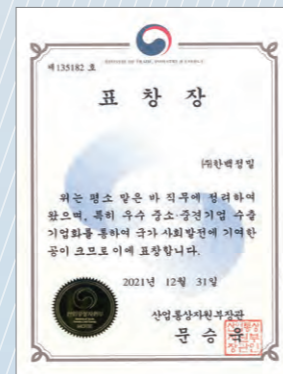 제135182호
MINISTRY OF TRADE, INDUSTRY & ENERGY
표 창 장
㈜한백정밀
위는 평소 맡은 바 직무에 정려하여
왔으며, 특히 우수 중소·중견기업 수출
기업화를 통하여 국가 사회발전에 기여한
공이 크므로 이에 표창합니다.
2021년 12월 31일
산업통상자원부장관
문 승 욱